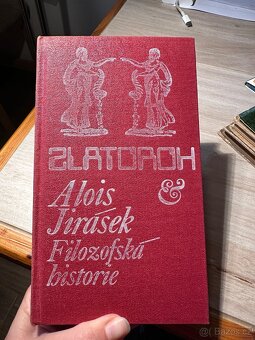 ZLATOROH
Alois &
Jirásek
Filozofská
historie